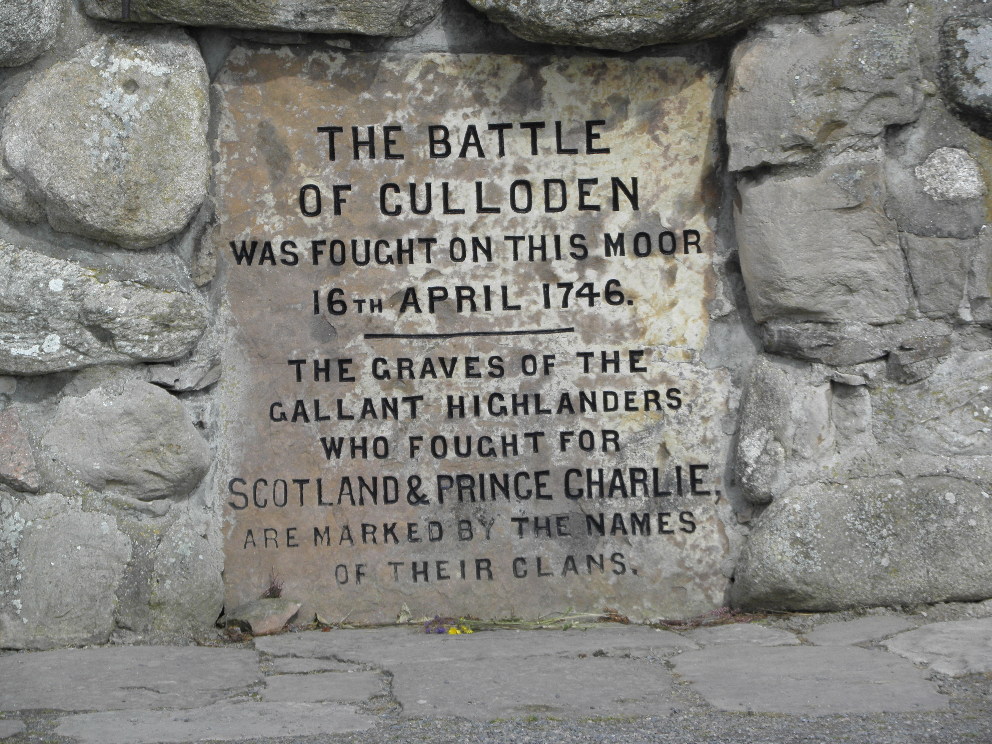 THE BATTLE
OF CULLODEN
WAS FOUGHT ON THIS MOOR
16TH APRIL 1746.
THE GRAVES OF THE
GALLANT HIGHLANDERS,
WHO FOUGHT FOR
SCOTLAND & PRINCE CHARLIE,
ARE MARKED BY THE NAMES
OF THEIR CLANS.